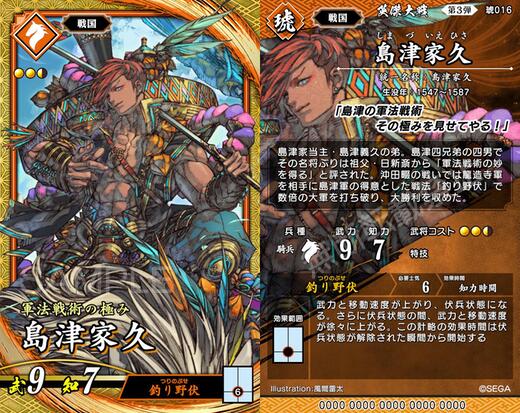 戦国
軍法戦術の極み
島津家久
武9 知7
つりのぶせ
釣り野伏
6
SAMPLE
琥
戦国
英傑大戦
第3弾
琥016
しま づ いえ ひさ
島津家久
統一名称：島津家久
生没年：1547～1587
「島津の軍法戦術
その極みを見せてやる！」
島津家当主・島津義久の弟。島津四兄弟の四男で
その名将ぶりは祖父・日新斎から「軍法戦術の妙
を得る」と評された。沖田畷の戦いでは龍造寺軍
を相手に島津軍の得意とした戦法「釣り野伏」で
数倍の大軍を打ち破り、大勝利を収めた。
兵種 武力 知力 武将コスト
騎兵 9 7 特技
つりのぶせ 必要士気 効果時間
釣り野伏 6 知力時間
効果範囲
武力と移動速度が上がり、伏兵状態にな
る。さらに伏兵状態の間、武力と移動速度
が徐々に上がる。この計略の効果時間は伏
兵状態が解除された瞬間から開始する
Illustration:風間雷太
©SEGA
0000 0000 0000 0000 0000